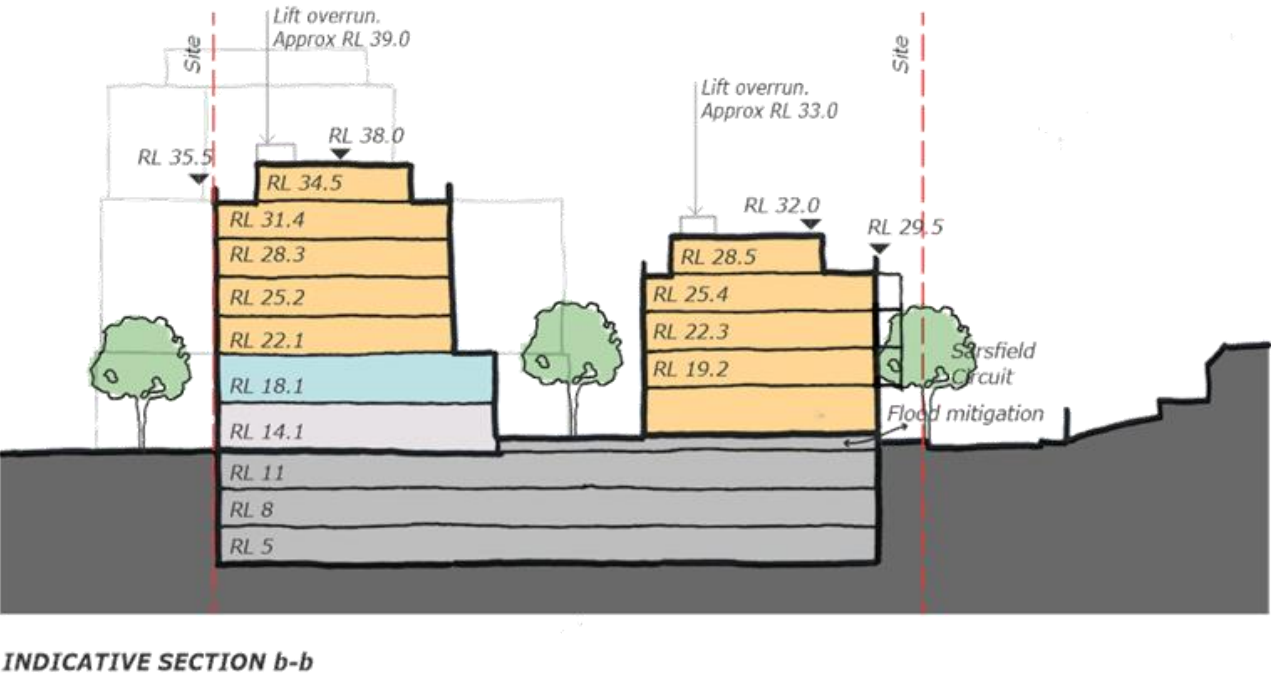 Lift overrun.
Approx RL 39.0
Site
Site
Lift overrun.
Approx RL 33.0
RL 38.0
RL 35.5
RL 34.5
RL 31.4
RL 28.3
RL 25.2
RL 22.1
RL 18.1
RL 14.1
RL 11
RL 8
RL 5
RL 32.0
RL 29.5
RL 28.5
RL 25.4
RL 22.3
RL 19.2
Sarsfield
Circuit
Flood mitigation
INDICATIVE SECTION b-b